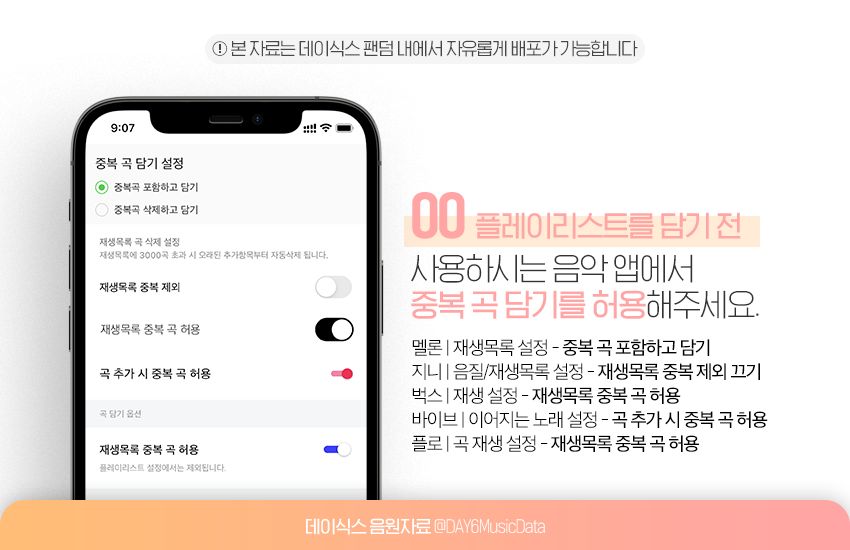 ! 본 자료는 데이식스 팬덤 내에서 자유롭게 배포가 가능합니다
9:07
중복 곡 담기 설정
중복곡 포함하고 담기
중복곡 삭제하고 담기
재생목록 곡 삭제 설정
재생목록에 3000곡 초과 시 오래된 추가항목부터 자동삭제 됩니다.
재생목록 중복 제외
재생목록 중복 곡 허용
곡 추가 시 중복 곡 허용
곡 담기 옵션
재생목록 중복 곡 허용
플레이리스트 설정에서는 제외됩니다.
00 플레이리스트를 담기 전
사용하시는 음악 앱에서
중복 곡 담기를 허용해주세요.
멜론 | 재생목록 설정 - 중복 곡 포함하고 담기
지니 | 음질/재생목록 설정 - 재생목록 중복 제외 끄기
벅스 | 재생 설정 - 재생목록 중복 곡 허용
바이브 | 이어지는 노래 설정 - 곡 추가 시 중복 곡 허용
플로 | 곡 재생 설정 - 재생목록 중복 곡 허용
데이식스 음원자료 @DAY6MusicData